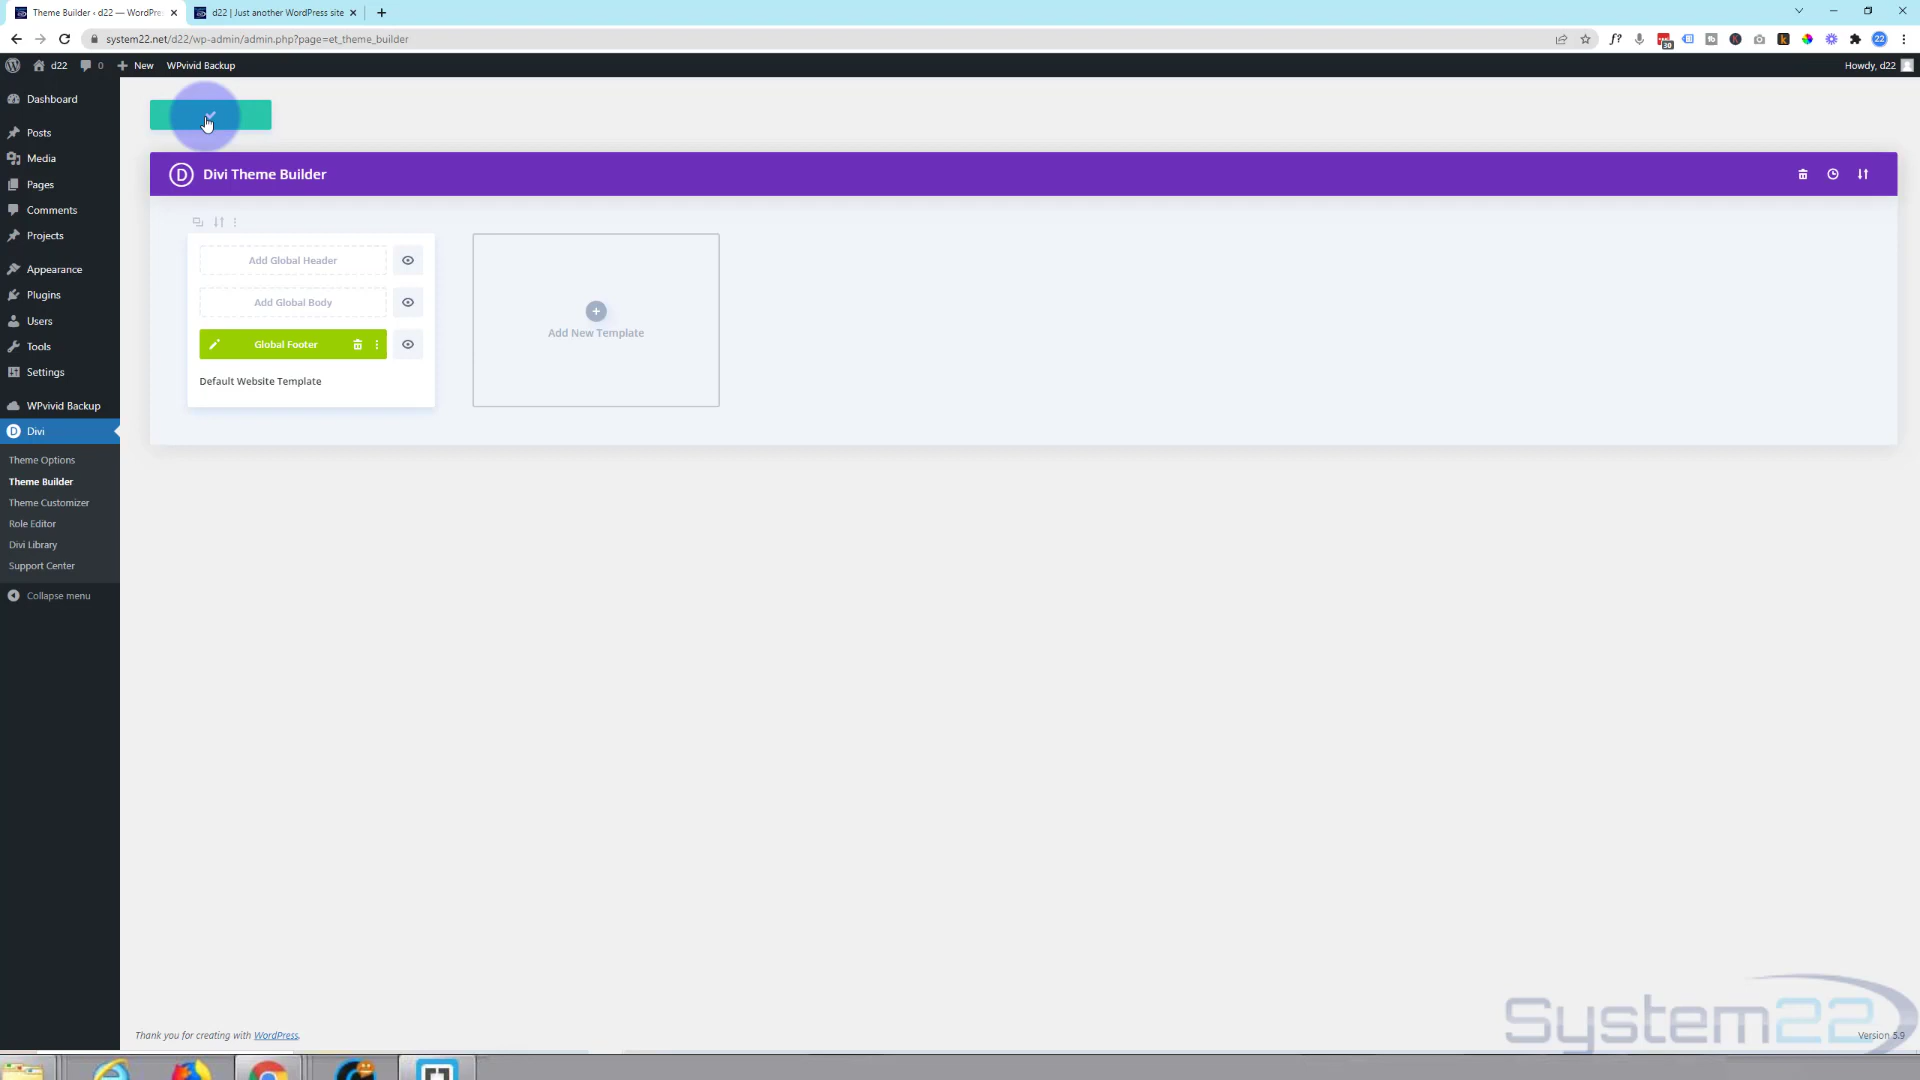 Theme Builder ‹ d22 — WordPre
d22 | Just another WordPress site
system22.net/d22/wp-admin/admin.php?page=et_theme_builder
f?
30
22
d22
0
New
WPvivid Backup
Howdy, d22
Dashboard
Posts
Media
Pages
Comments
Projects
Appearance
Plugins
Users
Tools
Settings
WPvivid Backup
Divi
Theme Options
Theme Builder
Theme Customizer
Role Editor
Divi Library
Support Center
Collapse menu
D Divi Theme Builder
Add Global Header
Add Global Body
Global Footer
Default Website Template
Add New Template
Thank you for creating with WordPress.
System22
Version 5.9